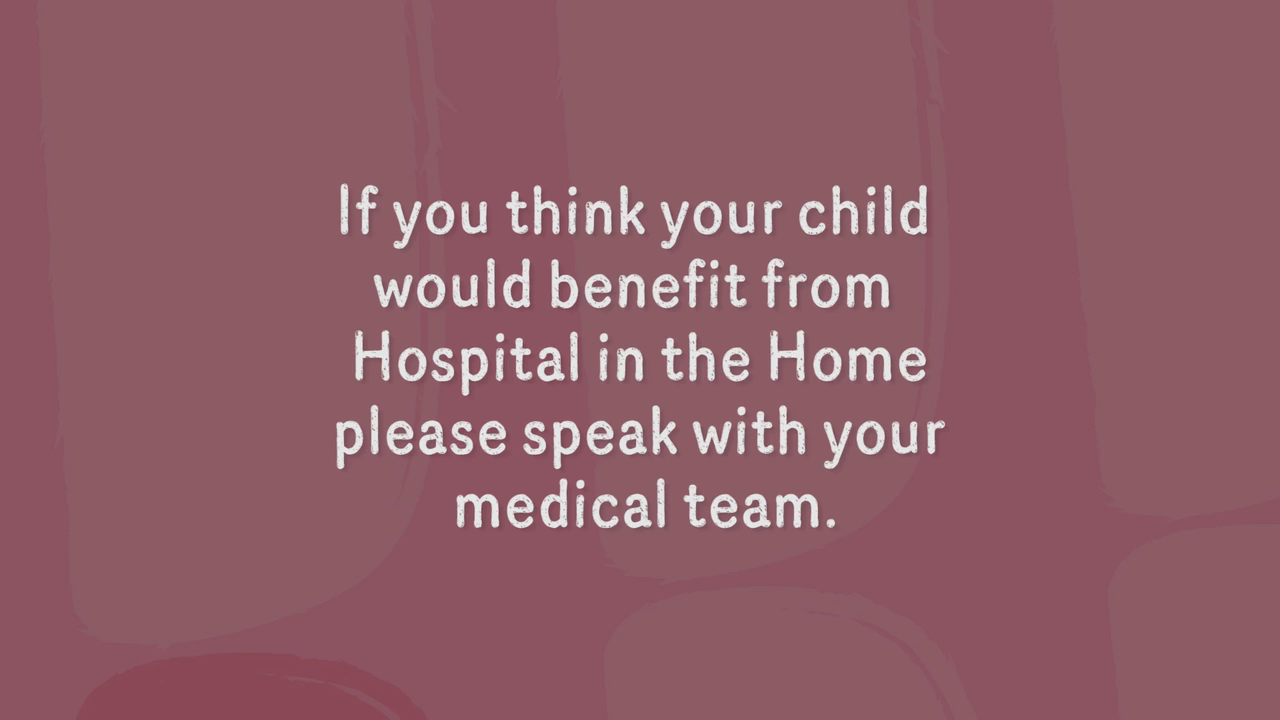 If you think your child
would benefit from
Hospital in the Home
please speak with your
medical team.